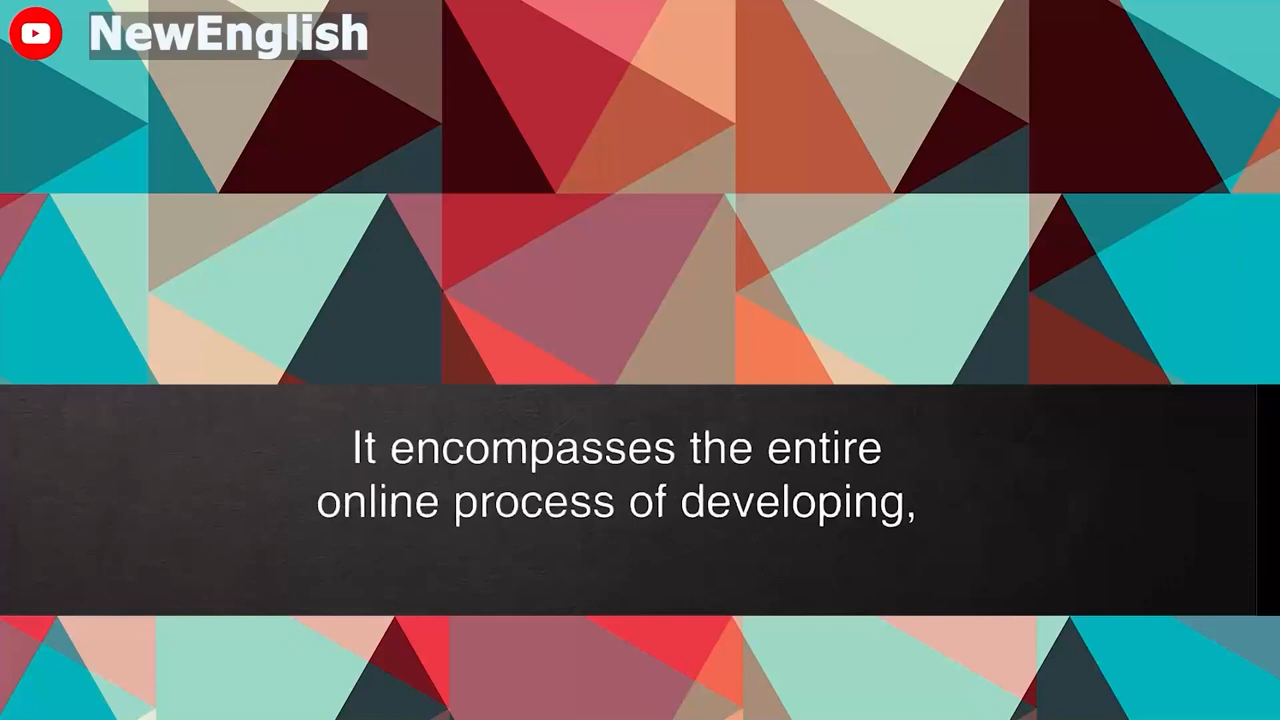 NewEnglish
It encompasses the entire
online process of developing,